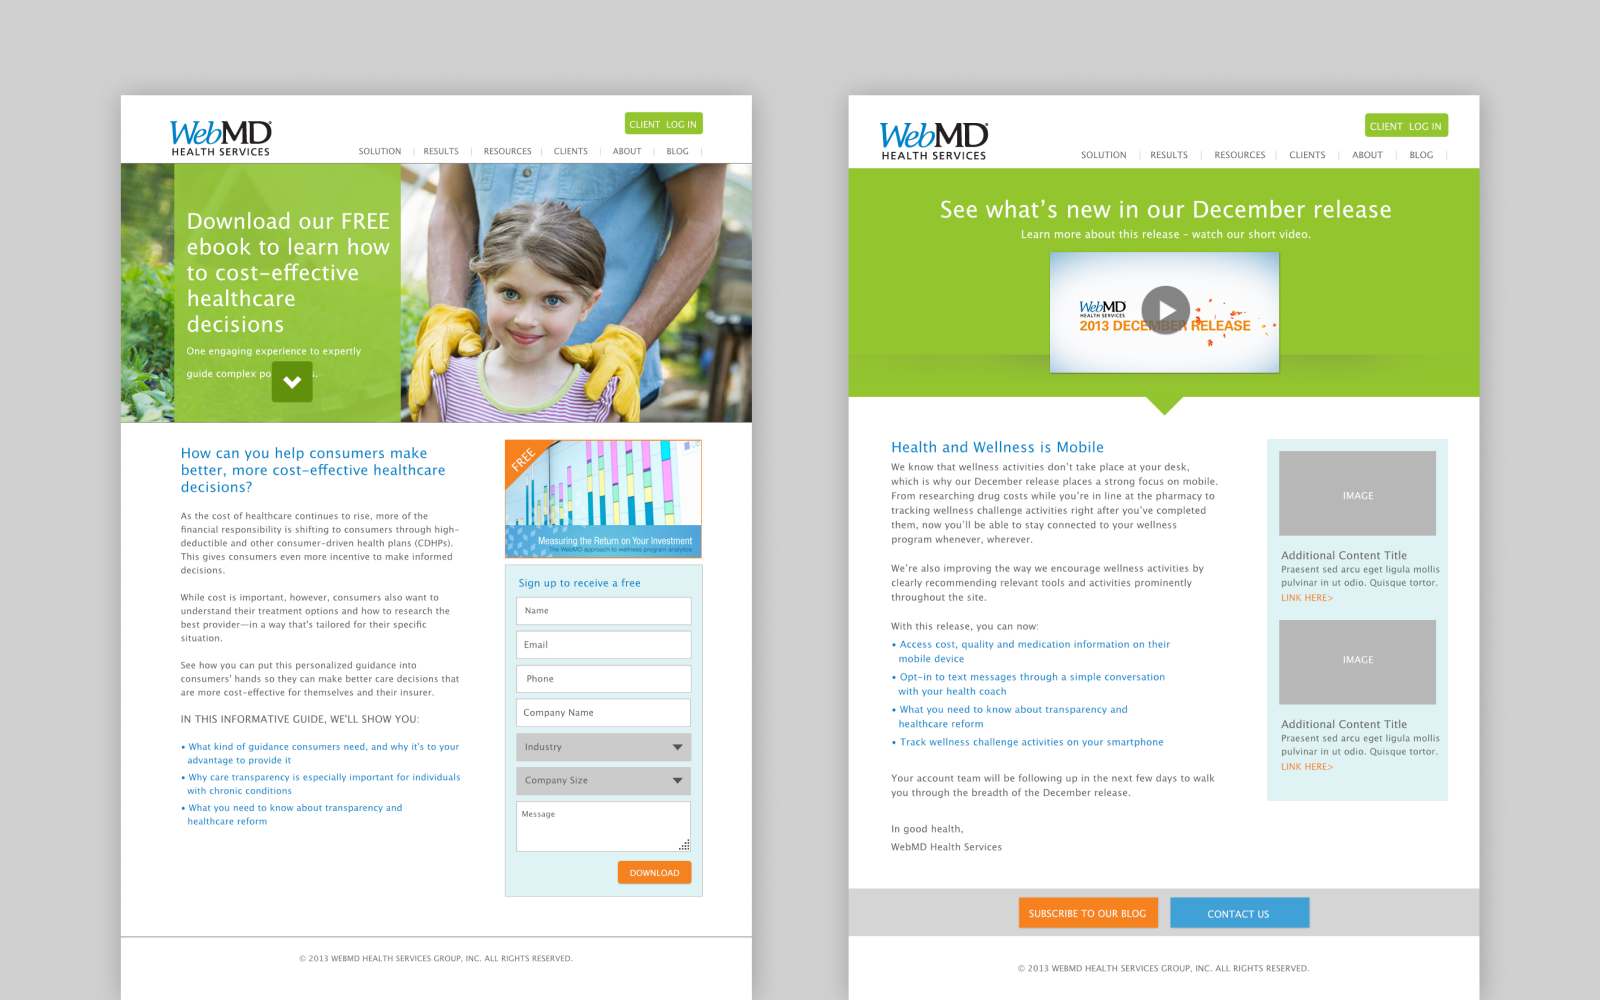 WebMD
HEALTH SERVICES
CLIENT LOG IN
SOLUTION
RESULTS
RESOURCES
CLIENTS
ABOUT
BLOG
Download our FREE
ebook to learn how
to cost-effective
healthcare
decisions
One engaging experience to expertly
guide complex
How can you help consumers make
better, more cost-effective healthcare
decisions?
As the cost of healthcare continues to rise, more of the
financial responsibility is shifting to consumers through high-
deductible and other consumer-driven health plans (CDHPs).
This gives consumers even more incentive to make informed
decisions.
While cost is important, however, consumers also want to
understand their treatment options and how to research the
best provider—in a way that's tailored for their specific
situation.
See how you can put this personalized guidance into
consumers' hands so they can make better care decisions that
are more cost-effective for themselves and their insurer.
IN THIS INFORMATIVE GUIDE, WE'LL SHOW YOU:
• What kind of guidance consumers need, and why it's to your
advantage to provide it
• Why care transparency is especially important for individuals
with chronic conditions
• What you need to know about transparency and
healthcare reform
FREE
Measuring the Return on Your Investment
The WebMD approach to wellness program analytics
Sign up to receive a free
Name
Email
Phone
Company Name
Industry
Company Size
Message
DOWNLOAD
© 2013 WEBMD HEALTH SERVICES GROUP, INC. ALL RIGHTS RESERVED.
WebMD
HEALTH SERVICES
CLIENT LOG IN
SOLUTION
RESULTS
RESOURCES
CLIENTS
ABOUT
BLOG
See what's new in our December release
Learn more about this release – watch our short video.
WebMD
HEALTH SERVICES
2013 DECEMBER RELEASE
Health and Wellness is Mobile
We know that wellness activities don't take place at your desk,
which is why our December release places a strong focus on mobile.
From researching drug costs while you're in line at the pharmacy to
tracking wellness challenge activities right after you've completed
them, now you'll be able to stay connected to your wellness
program whenever, wherever.
We're also improving the way we encourage wellness activities by
clearly recommending relevant tools and activities prominently
throughout the site.
With this release, you can now:
• Access cost, quality and medication information on their
mobile device
• Opt-in to text messages through a simple conversation
with your health coach
• What you need to know about transparency and
healthcare reform
• Track wellness challenge activities on your smartphone
Your account team will be following up in the next few days to walk
you through the breadth of the December release.
In good health,
WebMD Health Services
IMAGE
Additional Content Title
Praesent sed arcu eget ligula mollis
pulvinar in ut odio. Quisque tortor.
LINK HERE>
IMAGE
Additional Content Title
Praesent sed arcu eget ligula mollis
pulvinar in ut odio. Quisque tortor.
LINK HERE>
SUBSCRIBE TO OUR BLOG
CONTACT US
© 2013 WEBMD HEALTH SERVICES GROUP, INC. ALL RIGHTS RESERVED.